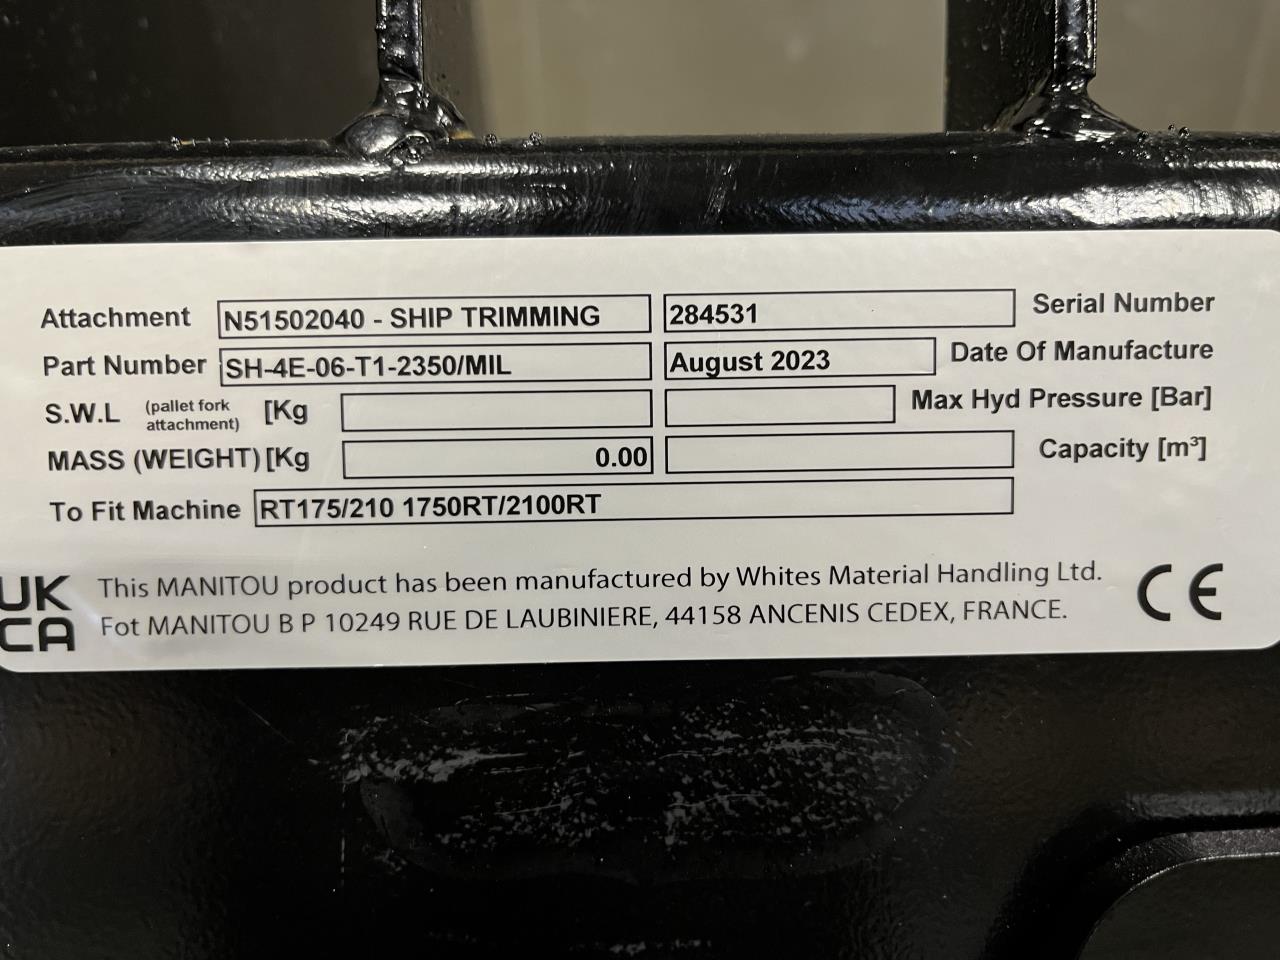 Attachment N51502040 - SHIP TRIMMING 284531 Serial Number
Part Number SH-4E-06-T1-2350/MIL August 2023 Date Of Manufacture
S.W.L (pallet fork attachment) [Kg Max Hyd Pressure [Bar]
MASS (WEIGHT) [Kg 0.00 Capacity [m³]
To Fit Machine RT175/210 1750RT/2100RT
UK
CA
This MANITOU product has been manufactured by Whites Material Handling Ltd.
Fot MANITOU B P 10249 RUE DE LAUBINIERE, 44158 ANCENIS CEDEX, FRANCE.
CE